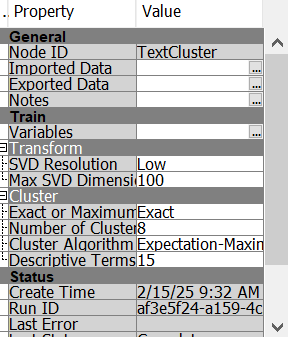 .. Property Value
General
Node ID TextCluster
Imported Data ...
Exported Data ...
Notes ...
Train
Variables ...
Transform
SVD Resolution Low
Max SVD Dimensi 100
Cluster
Exact or Maximum Exact
Number of Cluster 8
Cluster Algorithm Expectation-Maxin
Descriptive Terms 15
Status
Create Time 2/15/25 9:32 AM
Run ID af3e5f24-a159-4c
Last Error